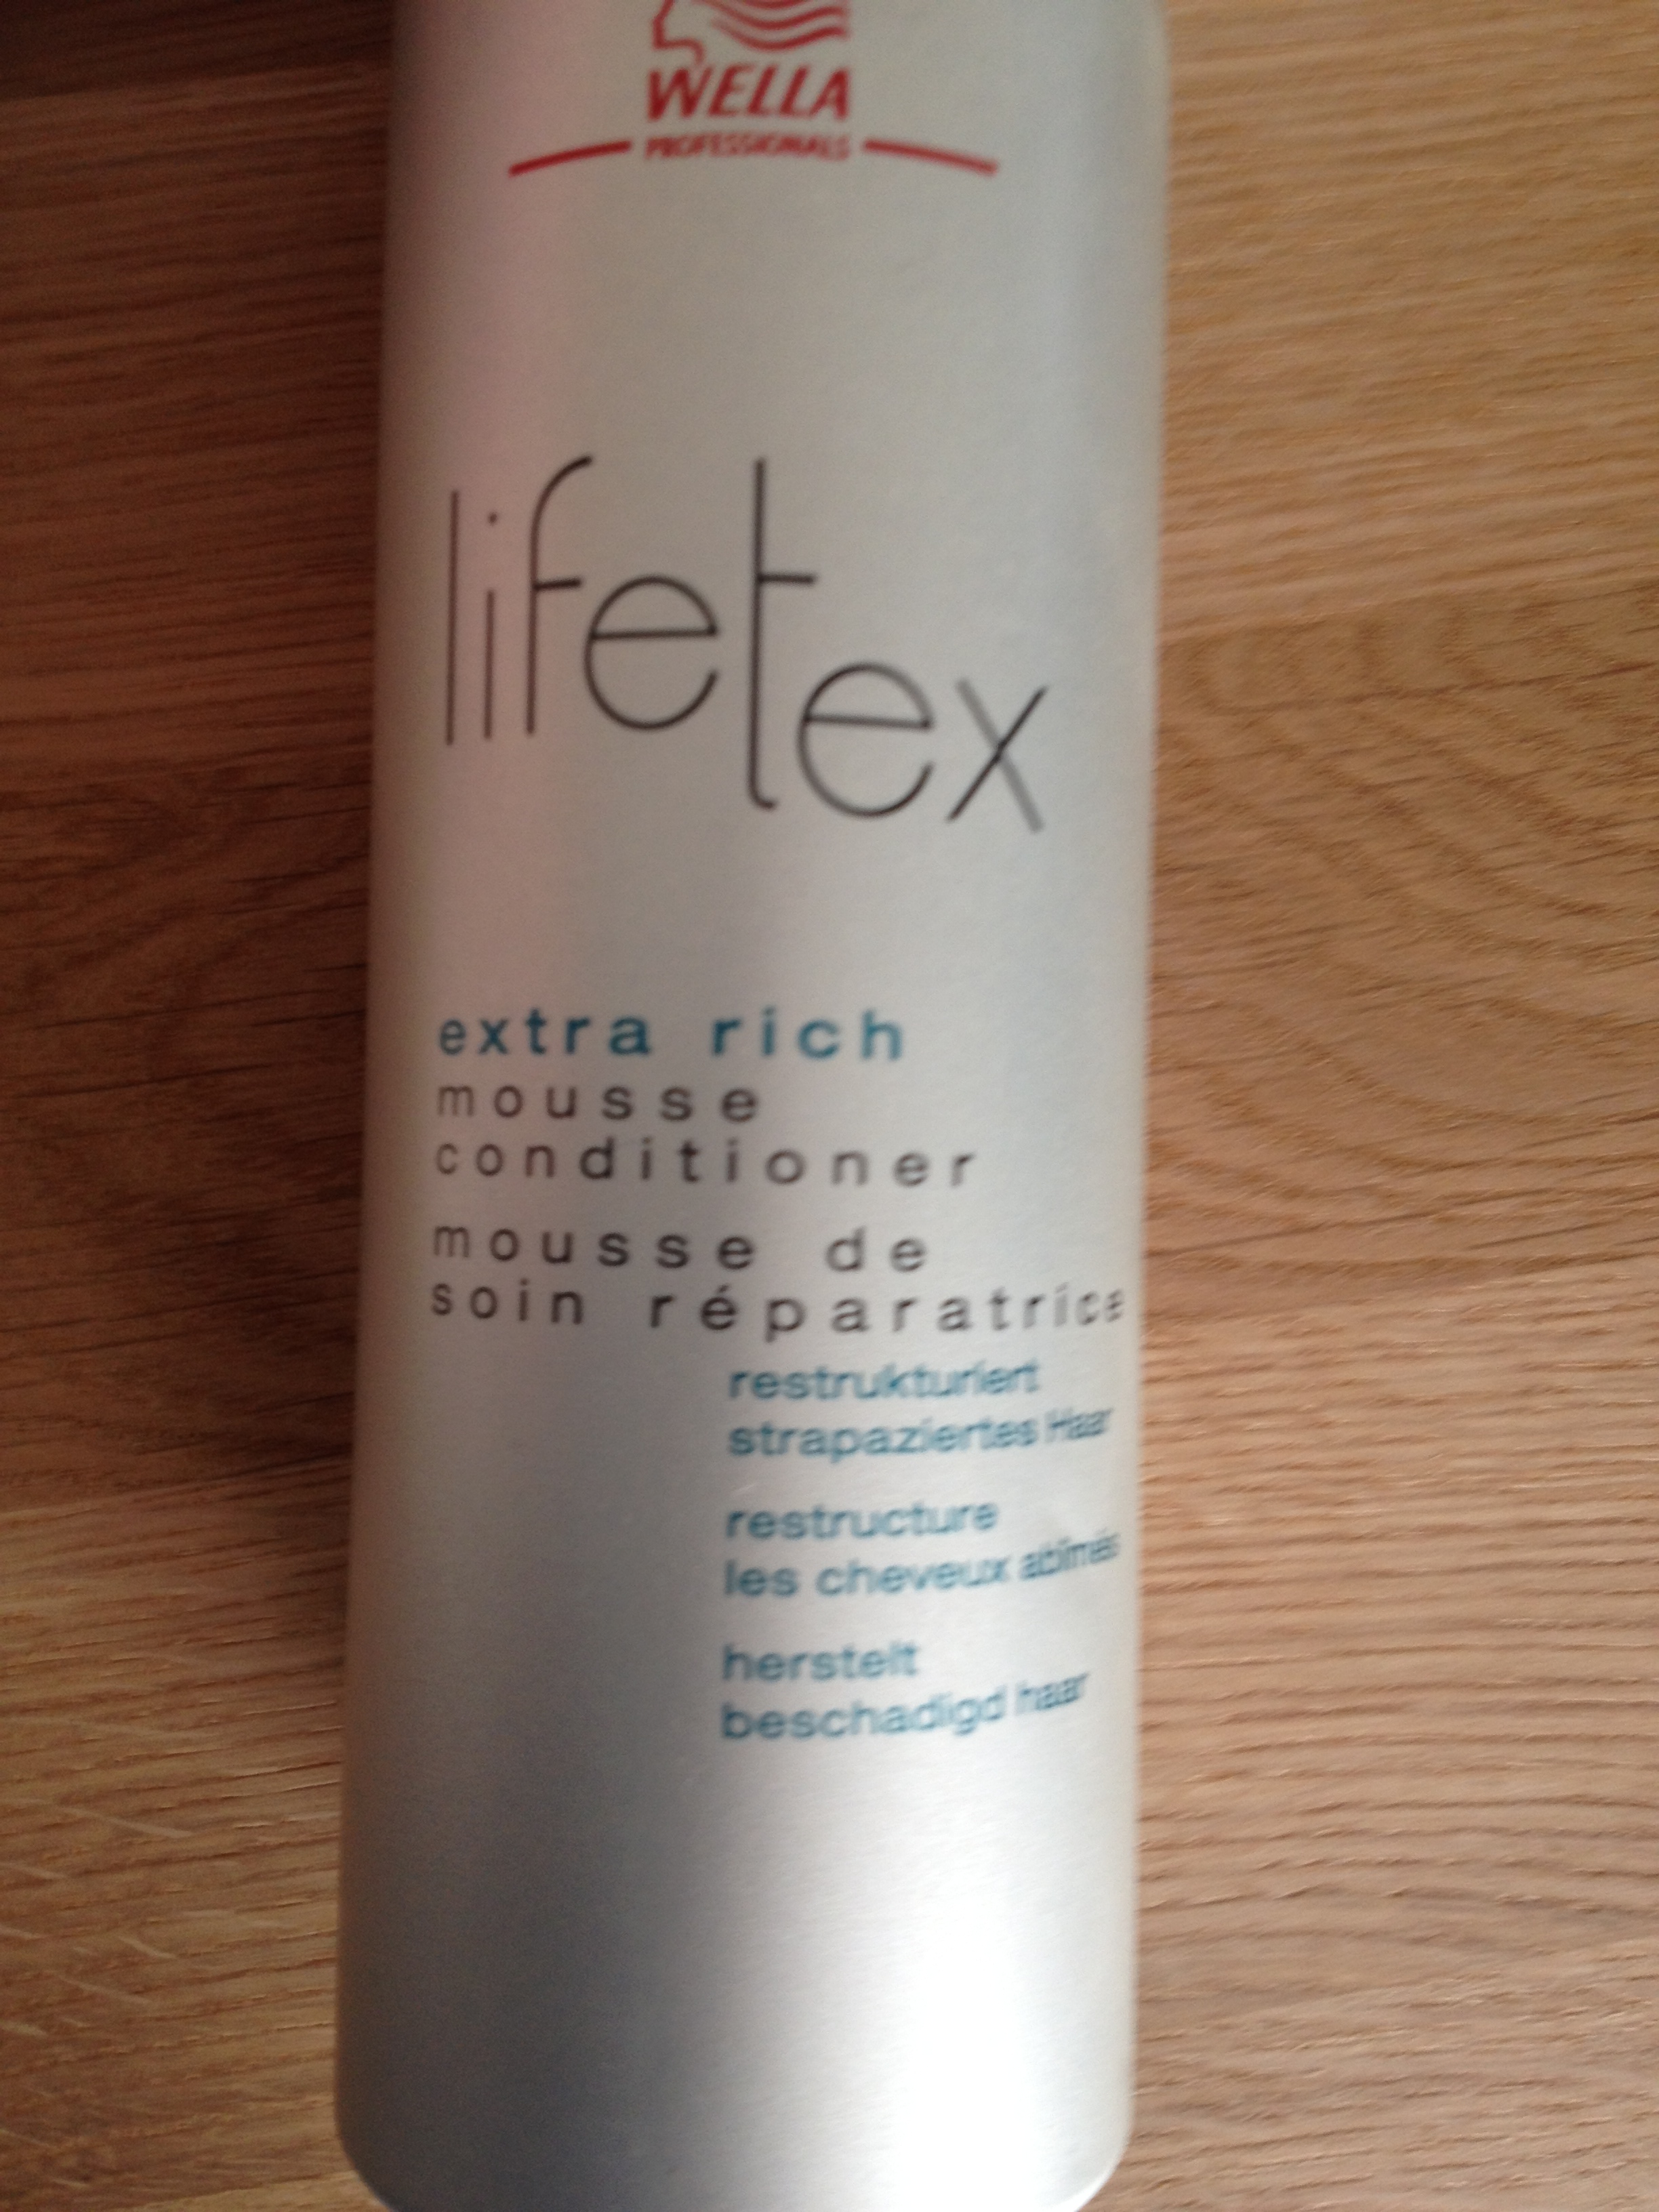 WELLA
PROFESSIONALS
lifetex
extra rich
mousse
conditioner
mousse de
soin réparatrice
restrukturiert
strapaziertes Haar
restructure
les cheveux abîmés
herstelt
beschadigd haar